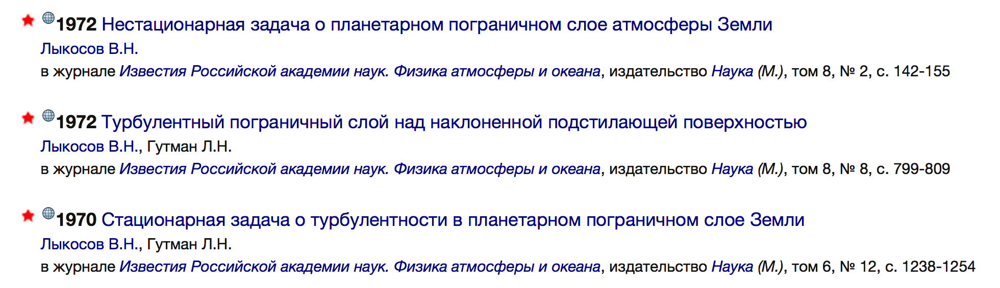 1972 Нестационарная задача о планетарном пограничном слое атмосферы Земли
Лыкосов В.Н.
в журнале Известия Российской академии наук. Физика атмосферы и океана, издательство Наука (М.), том 8, № 2, с. 142-155
1972 Турбулентный пограничный слой над наклоненной подстилающей поверхностью
Лыкосов В.Н., Гутман Л.Н.
в журнале Известия Российской академии наук. Физика атмосферы и океана, издательство Наука (М.), том 8, № 8, с. 799-809
1970 Стационарная задача о турбулентности в планетарном пограничном слое Земли
Лыкосов В.Н., Гутман Л.Н.
в журнале Известия Российской академии наук. Физика атмосферы и океана, издательство Наука (М.), том 6, № 12, с. 1238-1254